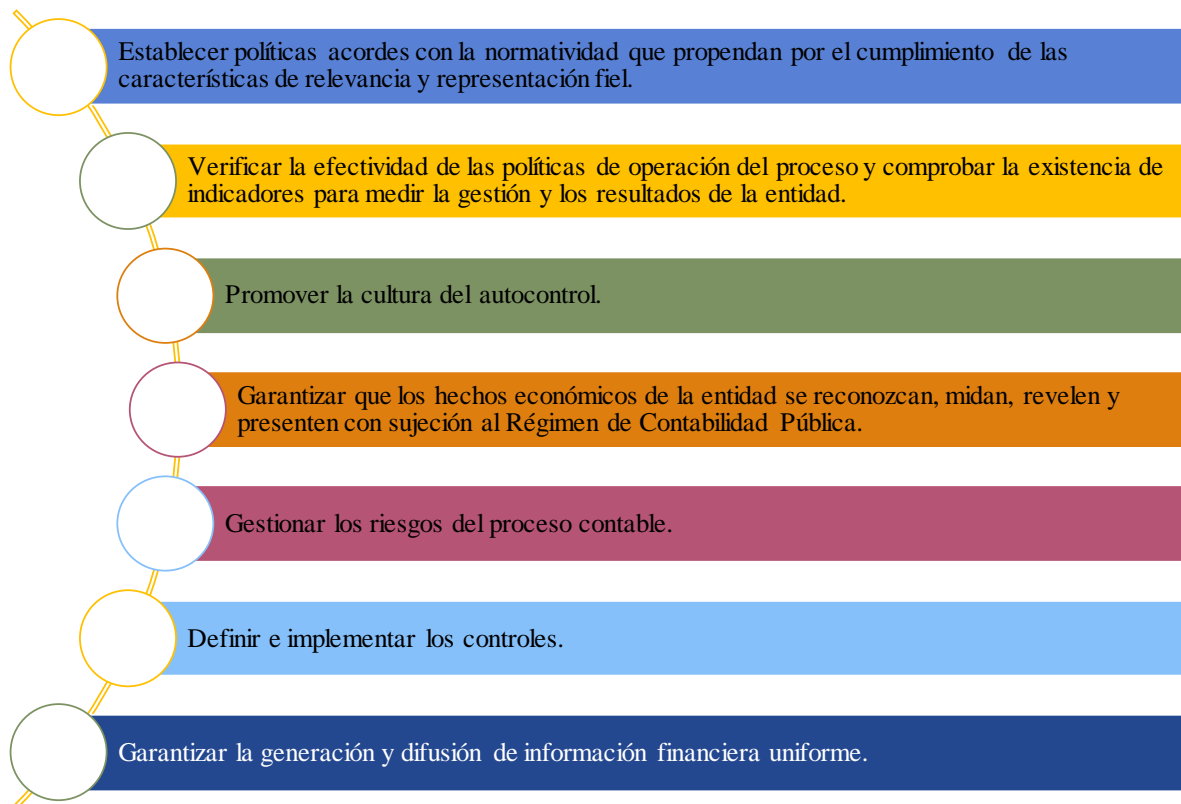 Establecer políticas acordes con la normatividad que propendan por el cumplimiento de las
características de relevancia y representación fiel.
Verificar la efectividad de las políticas de operación del proceso y comprobar la existencia de
indicadores para medir la gestión y los resultados de la entidad.
Promover la cultura del autocontrol.
Garantizar que los hechos económicos de la entidad se reconozcan, midan, revelen y
presenten con sujeción al Régimen de Contabilidad Pública.
Gestionar los riesgos del proceso contable.
Definir e implementar los controles.
Garantizar la generación y difusión de información financiera uniforme.